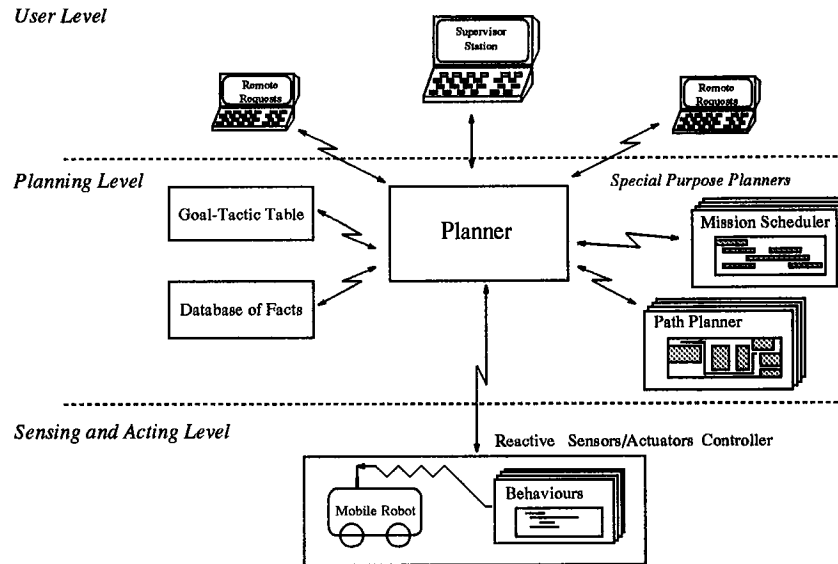 User Level
Supervisor
Station
Remote
Requests
Remote
Requests
Planning Level
Special Purpose Planners
Goal-Tactic Table
Planner
Mission Scheduler
Database of Facts
Path Planner
Sensing and Acting Level
Reactive Sensors/Actuators Controller
Behaviours
Mobile Robot